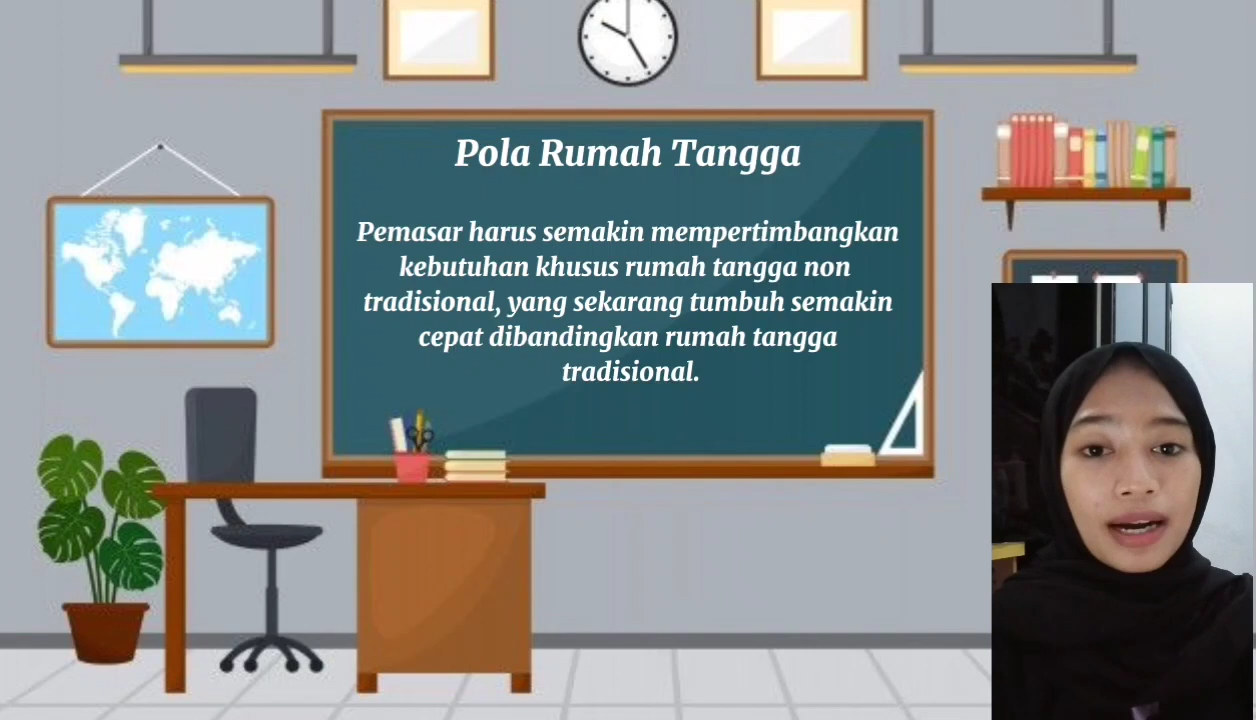 Pola Rumah Tangga
Pemasar harus semakin mempertimbangkan
kebutuhan khusus rumah tangga non
tradisional, yang sekarang tumbuh semakin
cepat dibandingkan rumah tangga
tradisional.